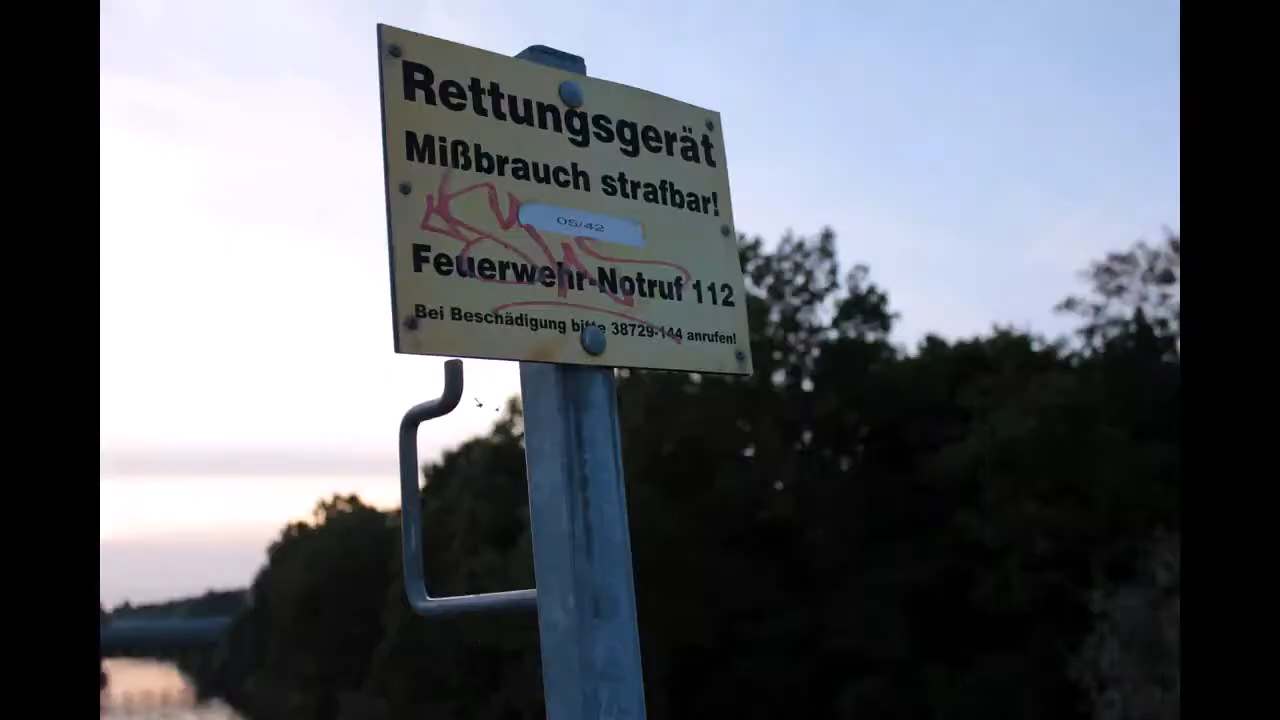 Rettungsgerät
Mißbrauch strafbar!
05/42
Feuerwehr-Notruf 112
Bei Beschädigung bitte 38729-144 anrufen!